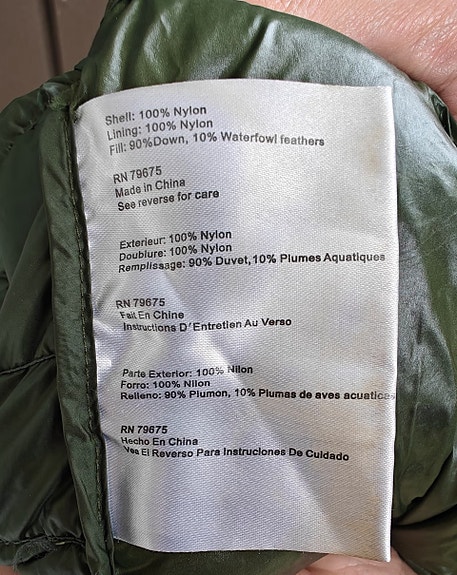 Shell: 100% Nylon
Lining: 100% Nylon
Fill: 90%Down, 10% Waterfowl feathers
RN 79675
Made in China
See reverse for care
Exterieur: 100% Nylon
Doublure: 100% Nylon
Remplissage: 90% Duvet,10% Plumes Aquatiques
RN 79675
Fait En Chine
Instructions D'Entretien Au Verso
Parte Exterior: 100% Nilon
Forro: 100% Nilon
Relleno: 90% Plumon, 10% Plumas de aves acuaticas
RN 79675
Hecho En China
Vea El Reverso Para Instruciones De Cuidado